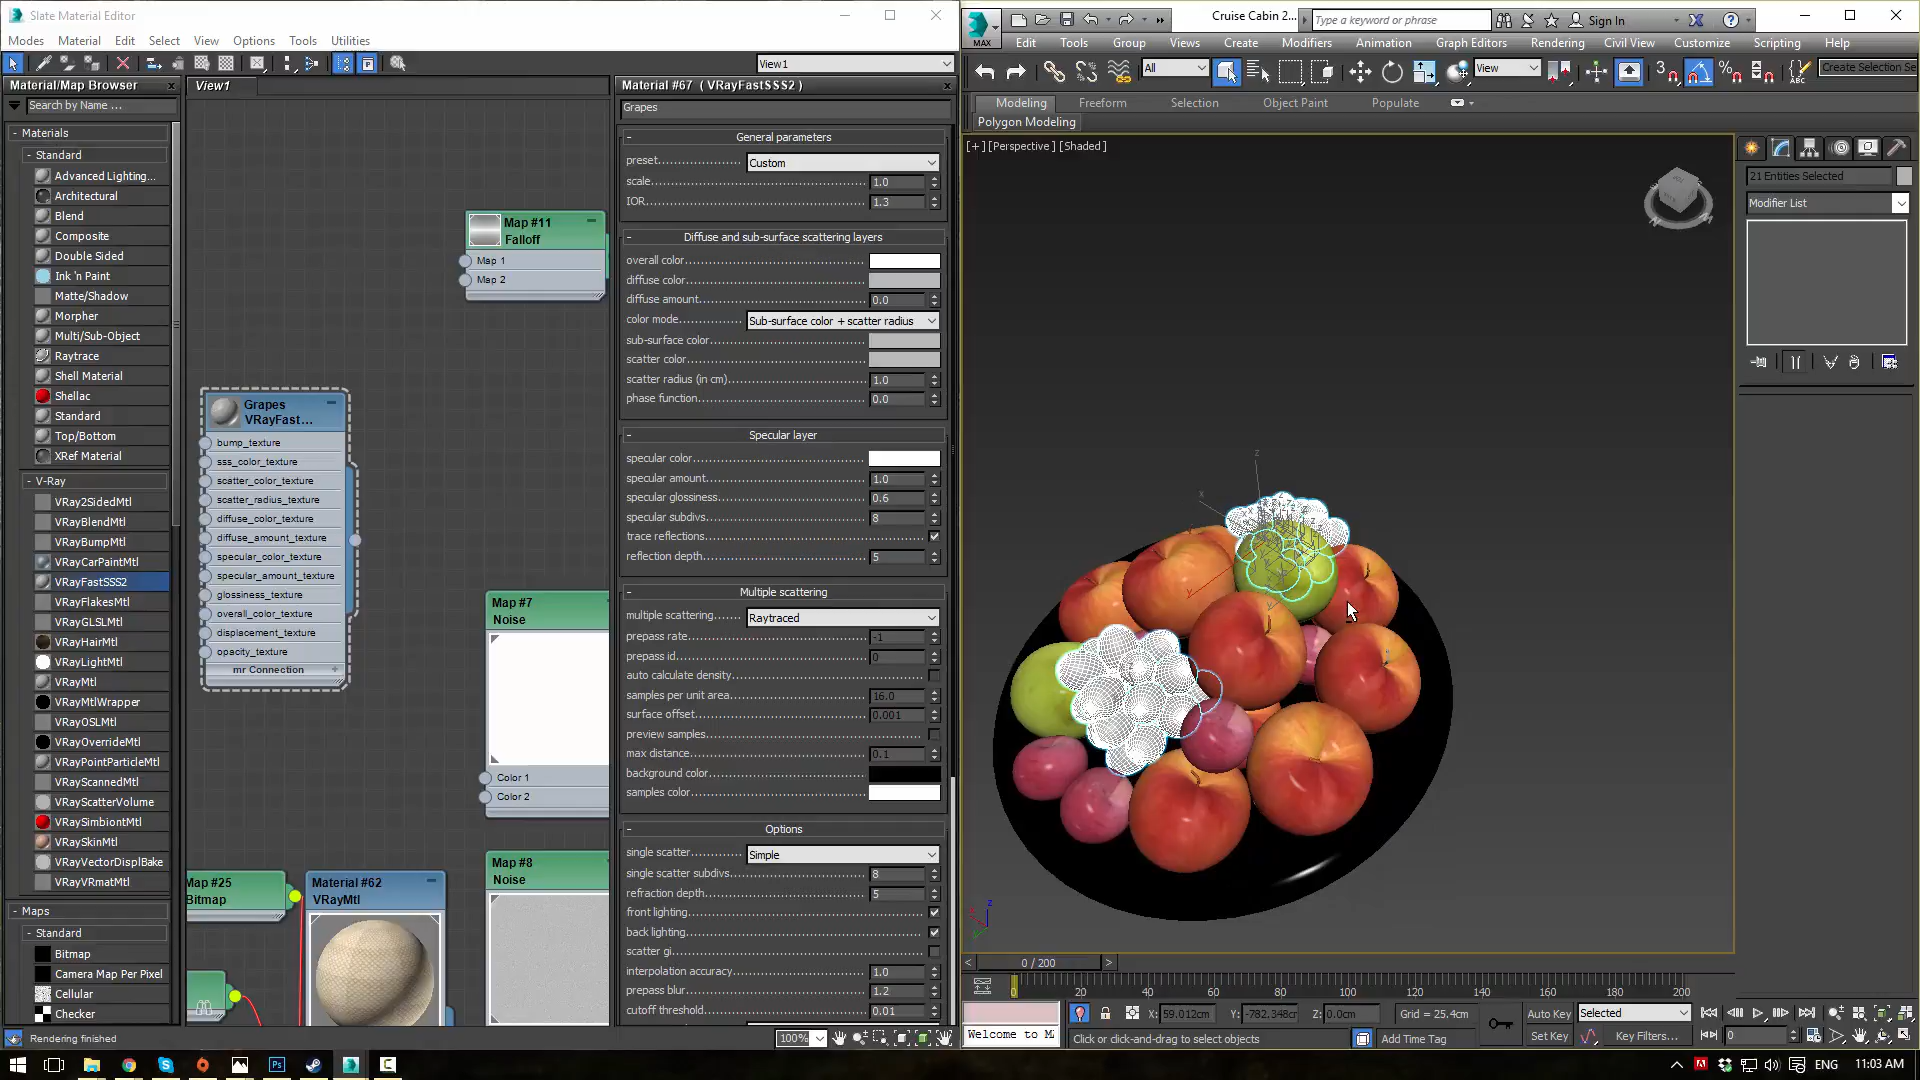 Slate Material Editor
Modes Material Edit Select View Options Tools Utilities
View1
Material/Map Browser
Search by Name ...
- Materials
- Standard
Advanced Lighting...
Architectural
Blend
Composite
Double Sided
Ink 'n Paint
Matte/Shadow
Morpher
Multi/Sub-Object
Raytrace
Shell Material
Shellac
Standard
Top/Bottom
XRef Material
- V-Ray
VRay2SidedMtl
VRayBlendMtl
VRayBumpMtl
VRayCarPaintMtl
VRayFastSSS2
VRayFlakesMtl
VRayGLSLMtl
VRayHairMtl
VRayLightMtl
VRayMtl
VRayMtlWrapper
VRayOSLMtl
VRayOverrideMtl
VRayPointParticleMtl
VRayScannedMtl
VRayScatterVolume
VRaySimbiontMtl
VRaySkinMtl
VRayVectorDisplBake
VRayVRmatMtl
- Maps
- Standard
Bitmap
Camera Map Per Pixel
Cellular
Checker
Rendering finished
View1
Map #11
Falloff
Map 1
Map 2
Grapes
VRayFast...
bump_texture
sss_color_texture
scatter_color_texture
scatter_radius_texture
diffuse_color_texture
diffuse_amount_texture
specular_color_texture
specular_amount_texture
glossiness_texture
overall_color_texture
displacement_texture
opacity_texture
mr Connection
Map #7
Noise
Color 1
Color 2
Map #8
Noise
Map #25
Bitmap
Material #62
VRayMtl
100%
Material #67 ( VRayFastSSS2 )
Grapes
General parameters
preset Custom
scale 1.0
IOR 1.3
Diffuse and sub-surface scattering layers
overall color
diffuse color
diffuse amount 0.0
color mode Sub-surface color + scatter radius
sub-surface color
scatter color
scatter radius (in cm) 1.0
phase function 0.0
Specular layer
specular color
specular amount 1.0
specular glossiness 0.6
specular subdivs 8
trace reflections
reflection depth 5
Multiple scattering
multiple scattering Raytraced
prepass rate -1
prepass id 0
auto calculate density
samples per unit area 16.0
surface offset 0.001
preview samples
max distance 0.1
background color
samples color
Options
single scatter Simple
single scatter subdivs 8
refraction depth 5
front lighting
back lighting
scatter gi
interpolation accuracy 1.0
prepass blur 1.2
cutoff threshold 0.01
MAX
Cruise Cabin 2...
Type a keyword or phrase
Sign In
Edit Tools Group Views Create Modifiers Animation Graph Editors Rendering Civil View Customize Scripting Help
All
View
Create Selection Se
Modeling Freeform Selection Object Paint Populate
Polygon Modeling
[+] [Perspective] [Shaded]
21 Entities Selected
Modifier List
0 / 200
0 20 40 60 80 100 120 140 160 180 200
Welcome to M
X: 59.012cm Y: -782.348cm Z: 0.0cm Grid = 25.4cm
Click or click-and-drag to select objects
Add Time Tag
Auto Key Selected
Set Key Key Filters...
0
ENG 11:03 AM